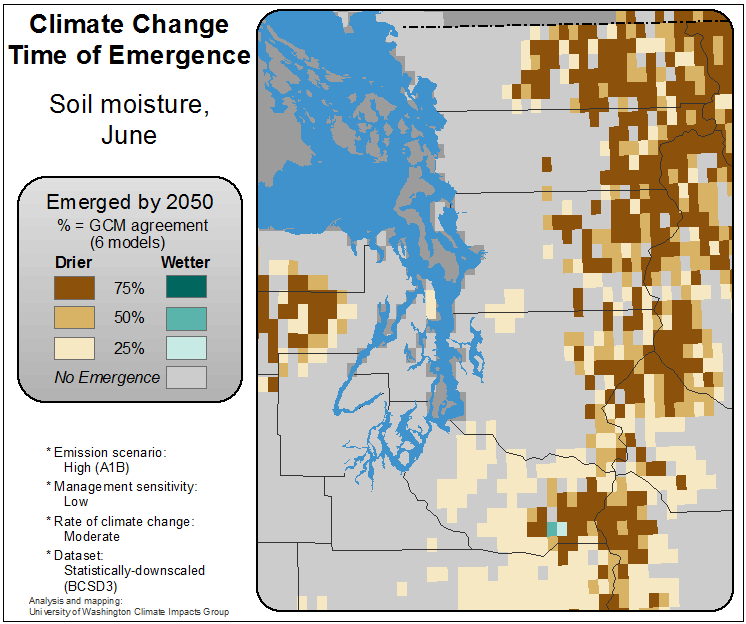 Climate Change
Time of Emergence
Soil moisture,
June
Emerged by 2050
% = GCM agreement
(6 models)
Drier Wetter
75%
50%
25%
No Emergence
* Emission scenario:
High (A1B)
* Management sensitivity:
Low
* Rate of climate change:
Moderate
* Dataset:
Statistically-downscaled
(BCSD3)
Analysis and mapping:
University of Washington Climate Impacts Group